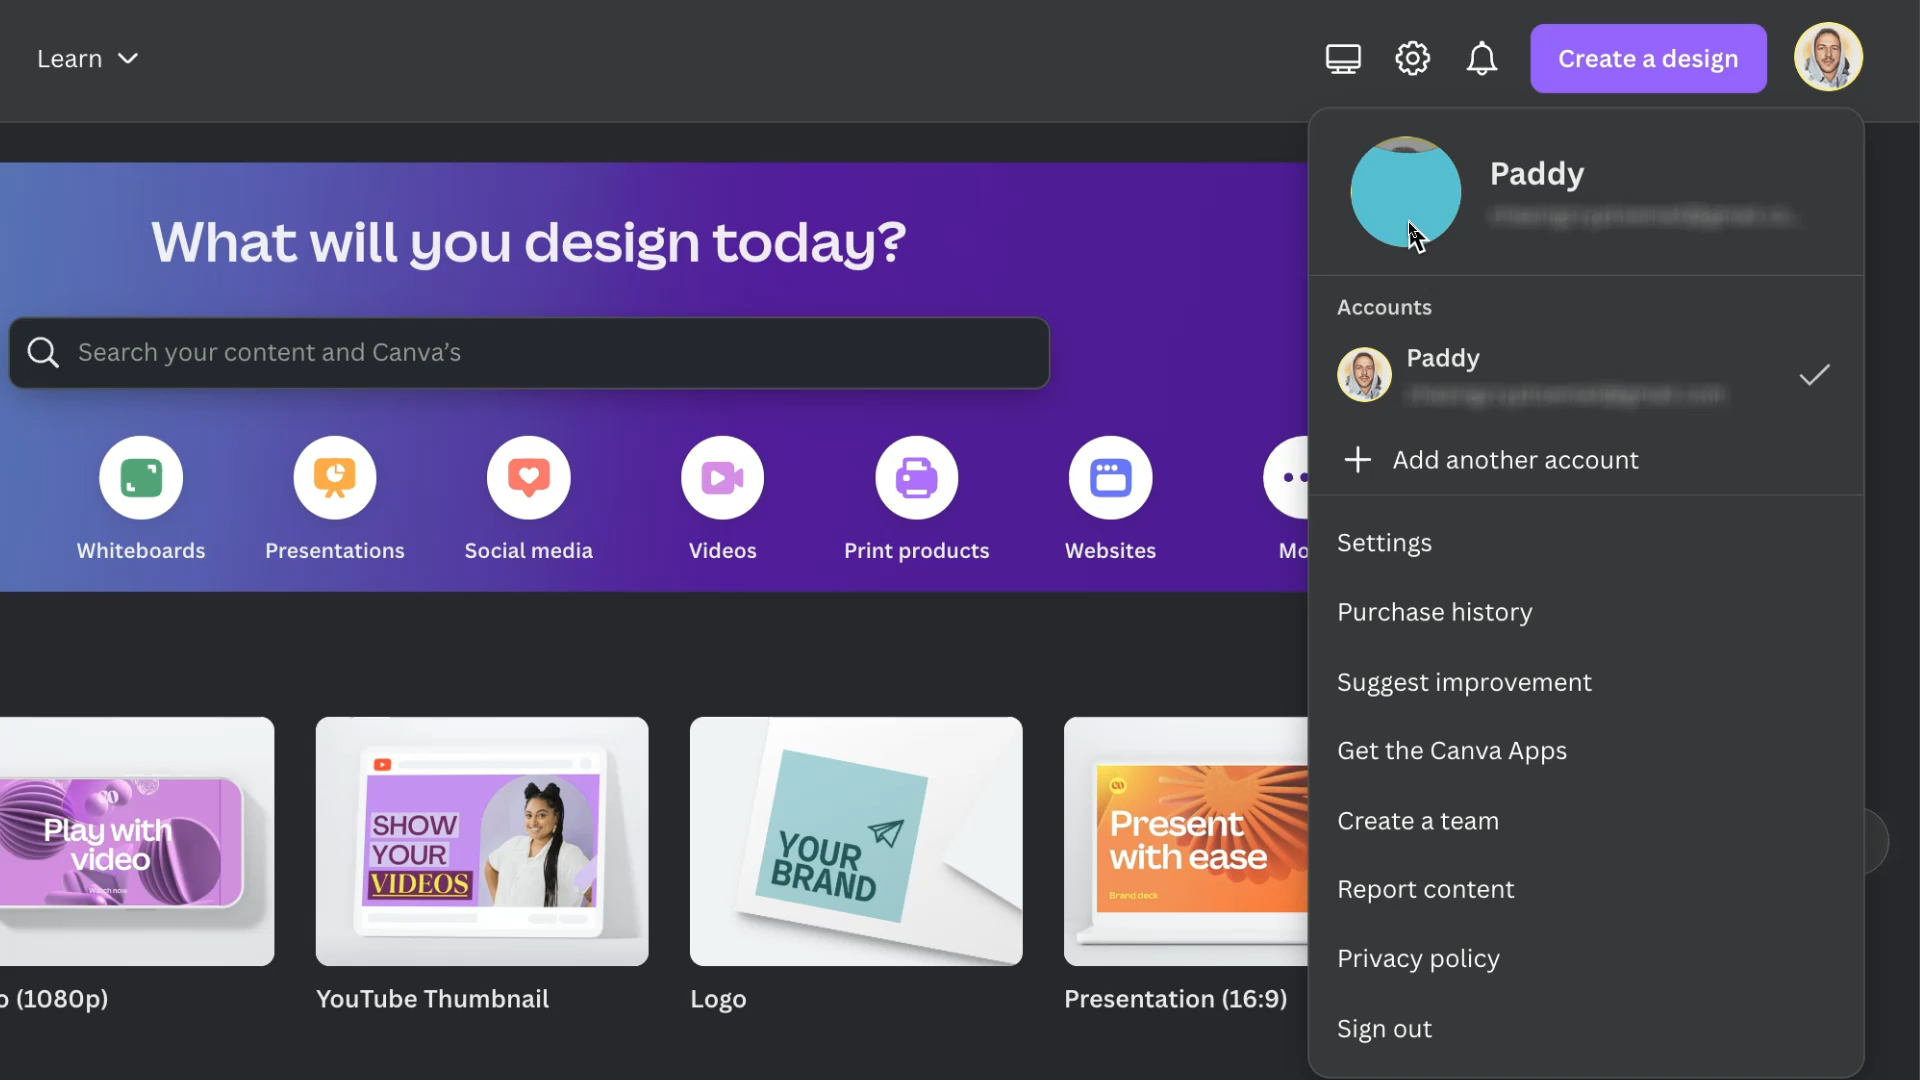 Learn
Create a design
Paddy
What will you design today?
Accounts
Search your content and Canva's
Paddy
Add another account
Whiteboards
Presentations
Social media
Videos
Print products
Websites
Mo
Settings
Purchase history
Suggest improvement
Get the Canva Apps
Create a team
Report content
Privacy policy
Sign out
Play with
video
Watch now
SHOW
YOUR
VIDEOS
YOUR
BRAND
Present
with ease
Brand deck
o (1080p)
YouTube Thumbnail
Logo
Presentation (16:9)